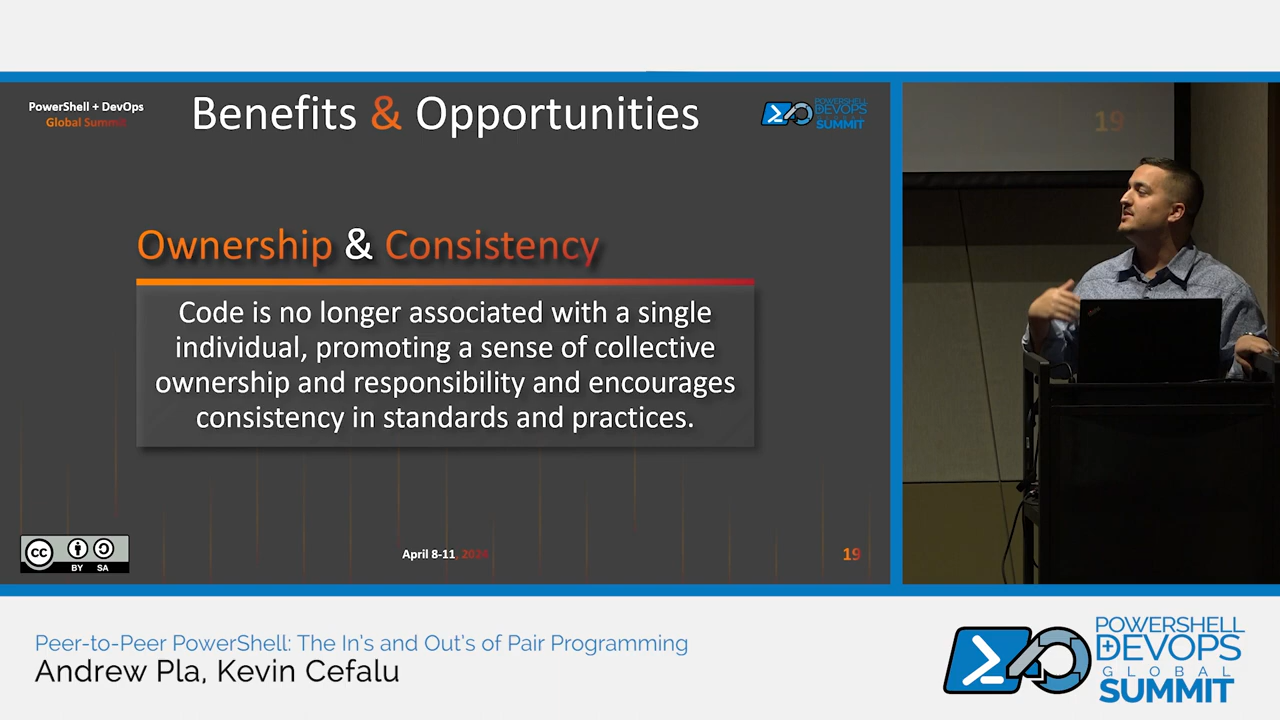 PowerShell + DevOps
Global Summit
Benefits & Opportunities
POWERSHELL
DEVOPS
GLOBAL
SUMMIT
19
Ownership & Consistency
Code is no longer associated with a single
individual, promoting a sense of collective
ownership and responsibility and encourages
consistency in standards and practices.
cc
BY SA
April 8-11, 2024
19
Peer-to-Peer PowerShell: The In's and Out's of Pair Programming
Andrew Pla, Kevin Cefalu
POWERSHELL
DEVOPS
GLOBAL
SUMMIT